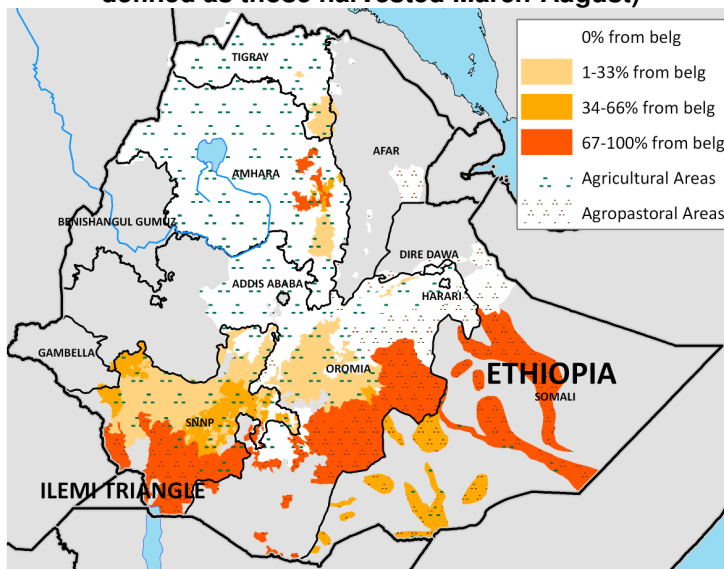 defined as those harvested March-August)
0% from belg
1-33% from belg
34-66% from belg
67-100% from belg
Agricultural Areas
Agropastoral Areas
TIGRAY
AFAR
AMHARA
BENISHANGUL GUMUZ
DIRE DAWA
ADDIS ABABA
HARARI
GAMBELLA
OROMIA
ETHIOPIA
SOMALI
SNNP
ILEMI TRIANGLE